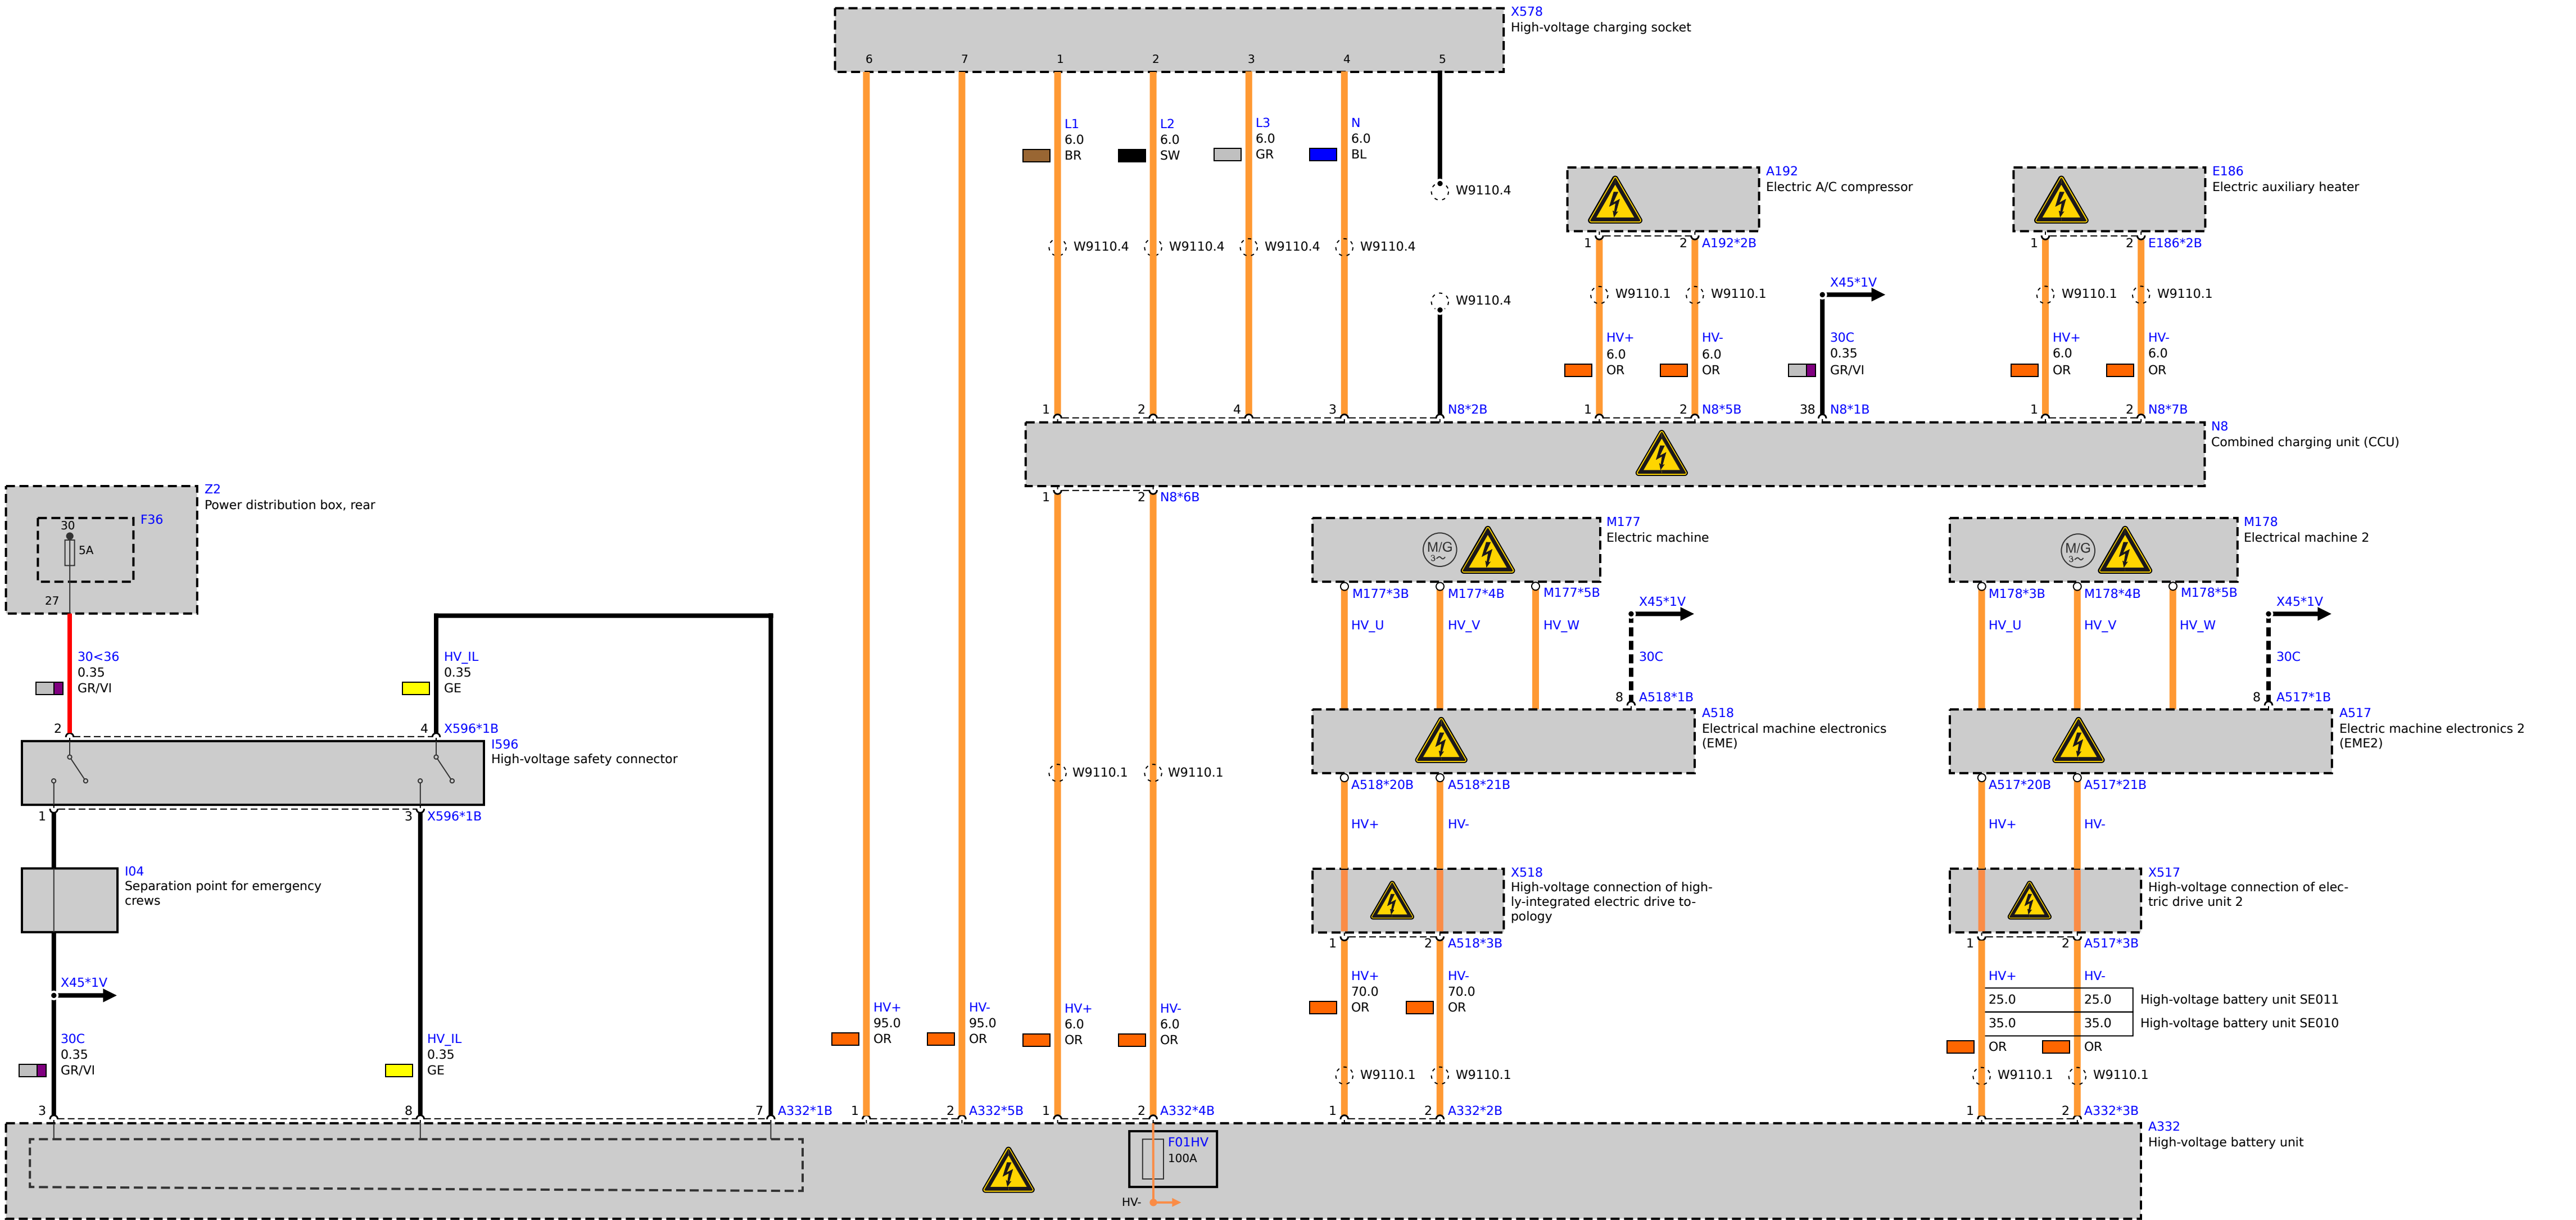 X578
High-voltage charging socket
6 7 1 2 3 4 5
L1 L2 L3 N
6.0 6.0 6.0 6.0
BR SW GR BL
W9110.4
W9110.4 W9110.4 W9110.4 W9110.4
W9110.4
A192
Electric A/C compressor
1 2 A192*2B
W9110.1 W9110.1
HV+ HV-
6.0 6.0
OR OR
X45*1V
30C
0.35
GR/VI
E186
Electric auxiliary heater
1 2 E186*2B
W9110.1 W9110.1
HV+ HV-
6.0 6.0
OR OR
1 2 4 3 N8*2B 1 2 N8*5B 38 N8*1B 1 2 N8*7B
N8
Combined charging unit (CCU)
1 2 N8*6B
Z2
Power distribution box, rear
F36
30
5A
27
30<36
0.35
GR/VI
HV_IL
0.35
GE
2 4 X596*1B
I596
High-voltage safety connector
1 3 X596*1B
I04
Separation point for emergency
crews
X45*1V
30C
0.35
GR/VI
HV_IL
0.35
GE
W9110.1 W9110.1
HV+ HV- HV+ HV-
95.0 95.0 6.0 6.0
OR OR OR OR
M177
Electric machine
M/G
3~
M177*3B M177*4B M177*5B
HV_U HV_V HV_W
X45*1V
30C
8 A518*1B
A518
Electrical machine electronics
(EME)
A518*20B A518*21B
HV+ HV-
X518
High-voltage connection of high-
ly-integrated electric drive to-
pology
1 2 A518*3B
HV+ HV-
70.0 70.0
OR OR
W9110.1 W9110.1
M178
Electrical machine 2
M/G
3~
M178*3B M178*4B M178*5B
HV_U HV_V HV_W
X45*1V
30C
8 A517*1B
A517
Electric machine electronics 2
(EME2)
A517*20B A517*21B
HV+ HV-
X517
High-voltage connection of elec-
tric drive unit 2
1 2 A517*3B
HV+ HV-
25.0 25.0 High-voltage battery unit SE011
35.0 35.0 High-voltage battery unit SE010
OR OR
W9110.1 W9110.1
3 8 7 A332*1B 1 2 A332*5B 1 2 A332*4B 1 2 A332*2B 1 2 A332*3B
A332
High-voltage battery unit
F01HV
100A
HV-